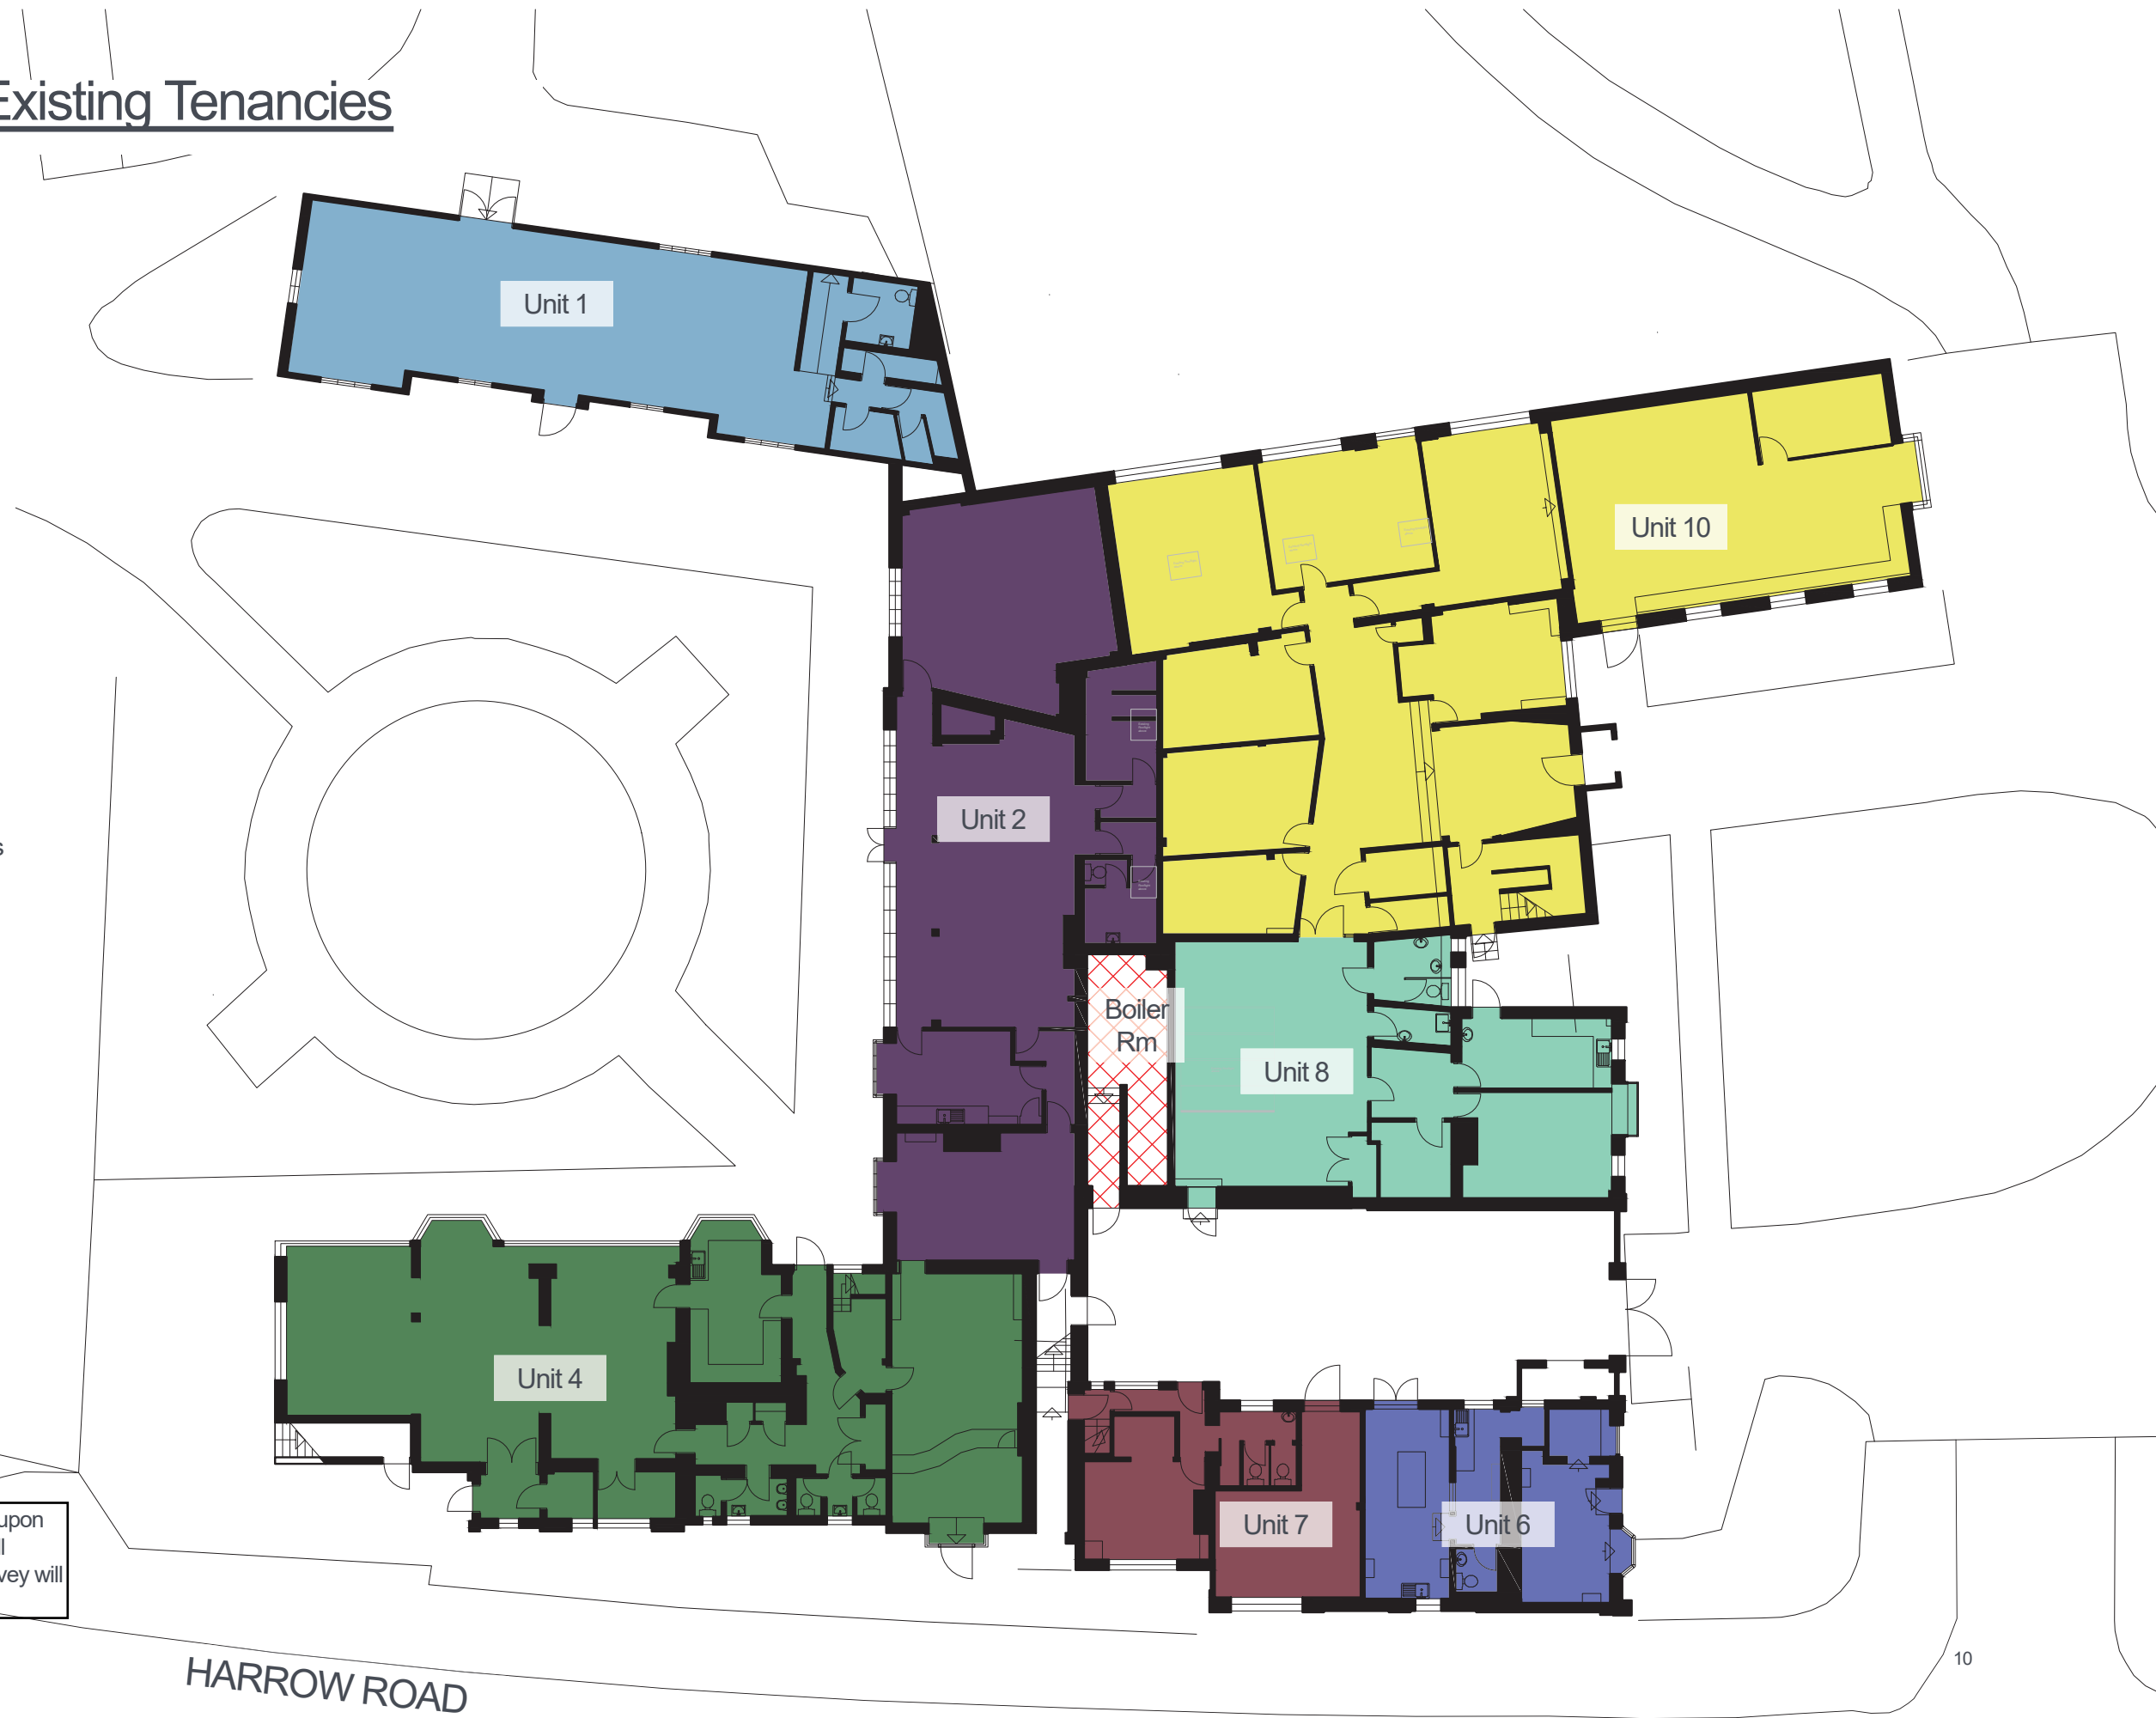 Existing Tenancies
Unit 1
Unit 10
Unit 2
Boiler
Rm
Unit 8
Unit 4
Unit 7
Unit 6
s
upon
ll
vey will
HARROW ROAD
10